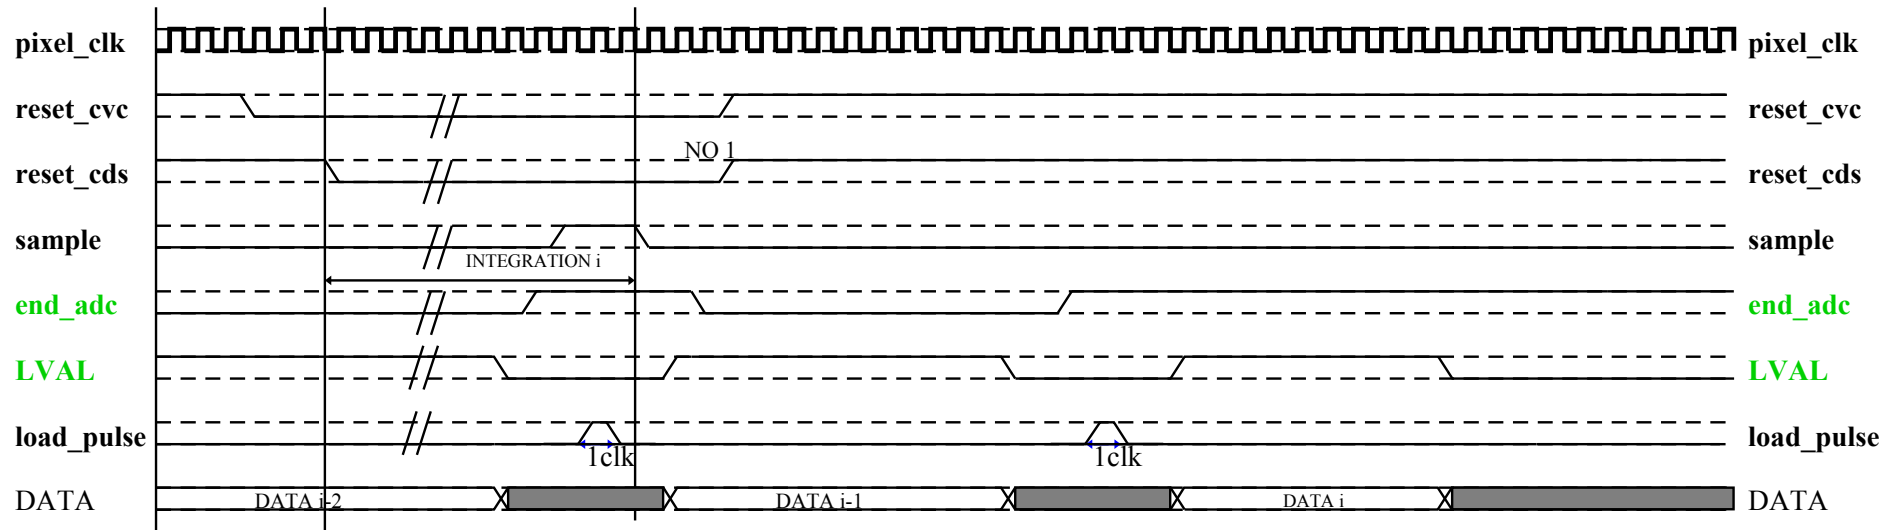 pixel_clk pixel_clk
reset_cvc reset_cvc
NO 1
reset_cds reset_cds
sample sample
INTEGRATION i
end_adc end_adc
LVAL LVAL
load_pulse load_pulse
1clk 1clk
DATA DATA i-2 DATA i-1 DATA i DATA